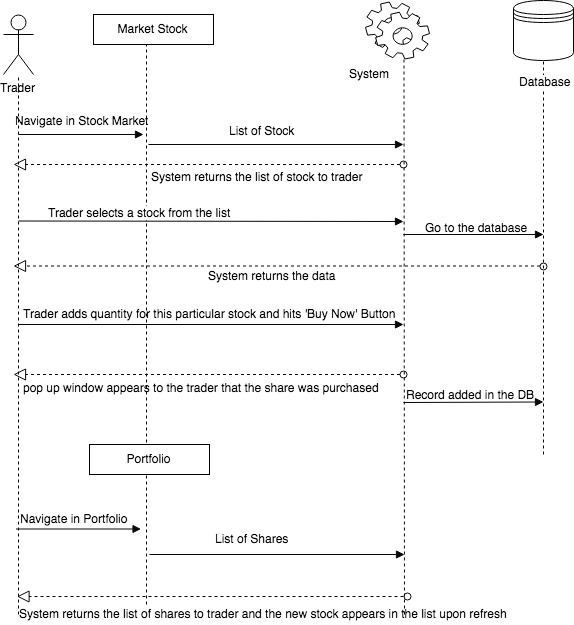 Market Stock
System
Database
Trader
Navigate in Stock Market
List of Stock
System returns the list of stock to trader
Trader selects a stock from the list
Go to the database
System returns the data
Trader adds quantity for this particular stock and hits 'Buy Now' Button
pop up window appears to the trader that the share was purchased
Record added in the DB
Portfolio
Navigate in Portfolio
List of Shares
System returns the list of shares to trader and the new stock appears in the list upon refresh